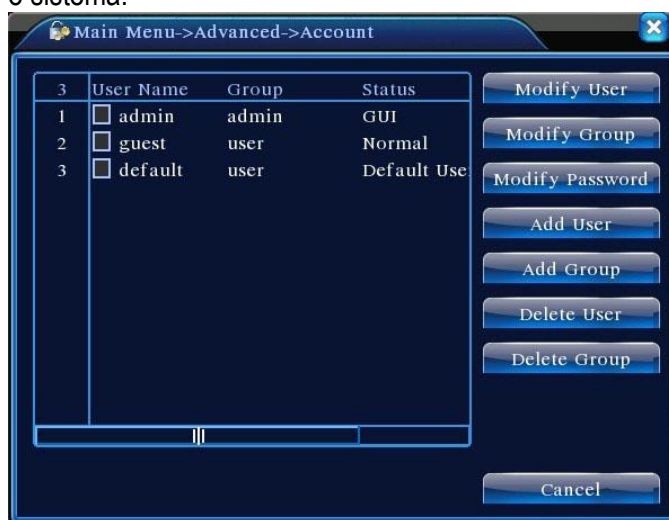 o sistema.
Main Menu->Advanced->Account
3 User Name Group Status
1 admin admin GUI
2 guest user Normal
3 default user Default Use
Modify User
Modify Group
Modify Password
Add User
Add Group
Delete User
Delete Group
Cancel